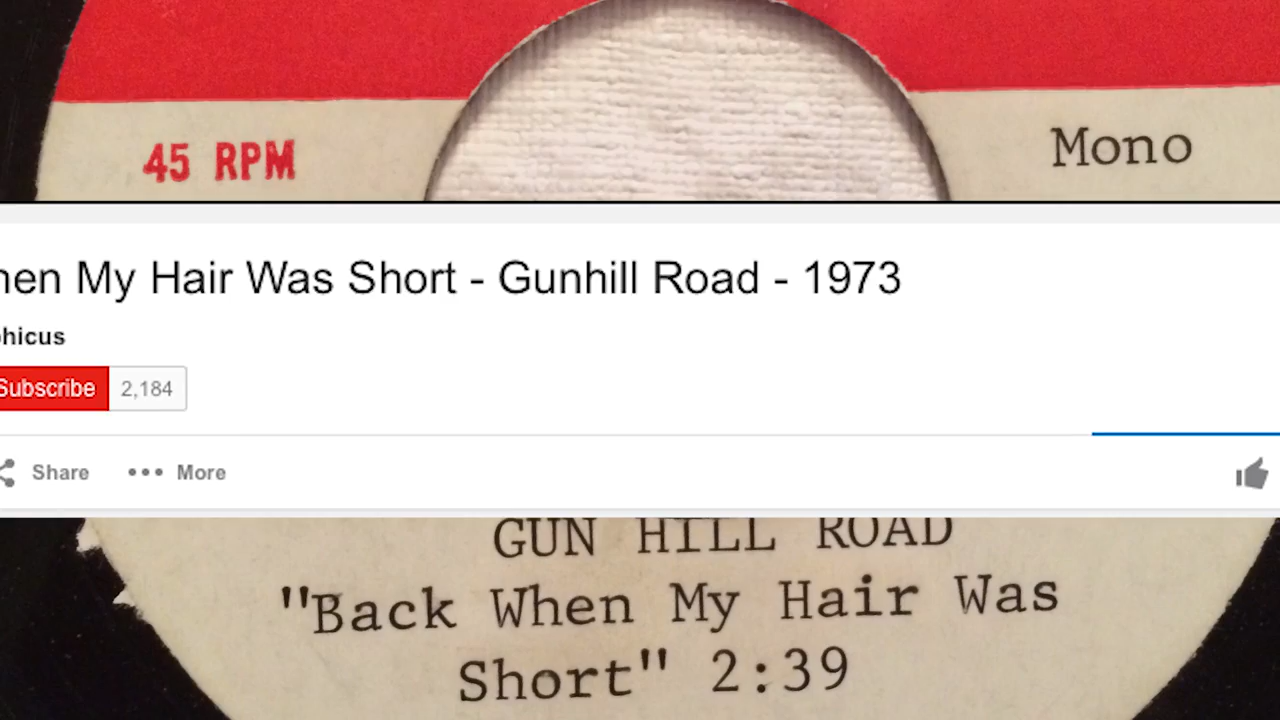 45 RPM
Mono
hen My Hair Was Short - Gunhill Road - 1973
hicus
Subscribe
2,184
Share
More
GUN HILL ROAD
"Back When My Hair Was
Short" 2:39